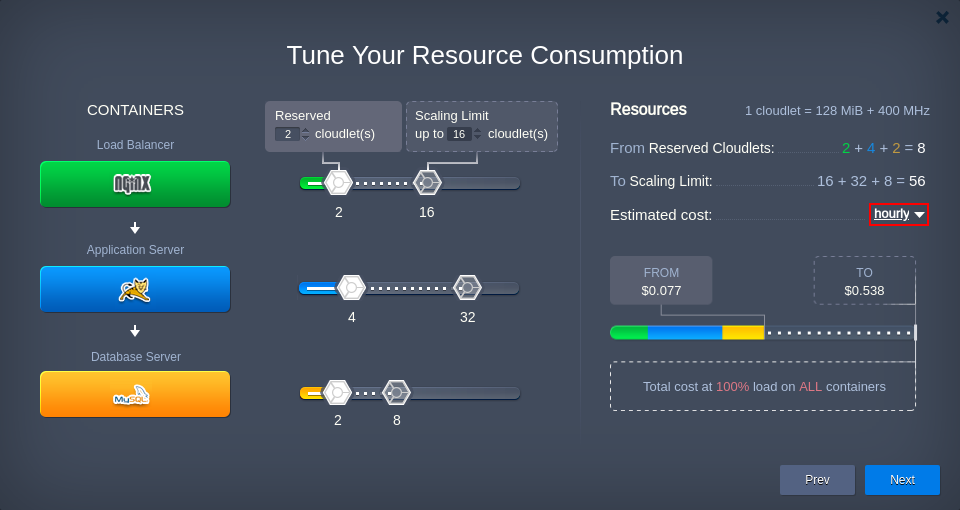 Tune Your Resource Consumption
CONTAINERS
Load Balancer
NGINX
Application Server
Database Server
MySQL
Reserved
2 cloudlet(s)
Scaling Limit
up to 16 cloudlet(s)
2 16
4 32
2 8
Resources 1 cloudlet = 128 MiB + 400 MHz
From Reserved Cloudlets: 2 + 4 + 2 = 8
To Scaling Limit: 16 + 32 + 8 = 56
Estimated cost: hourly
FROM
$0.077
TO
$0.538
Total cost at 100% load on ALL containers
Prev Next